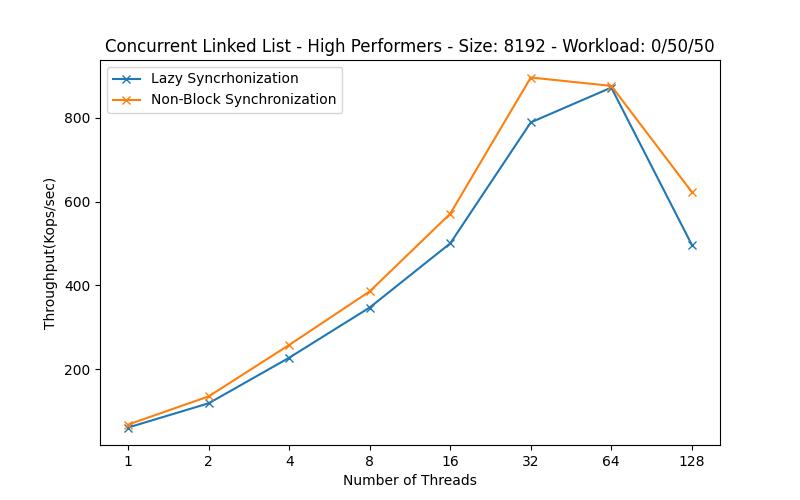 Concurrent Linked List - High Performers - Size: 8192 - Workload: 0/50/50
Lazy Syncrhonization
Non-Block Synchronization
Throughput(Kops/sec)
800
600
400
200
1 2 4 8 16 32 64 128
Number of Threads